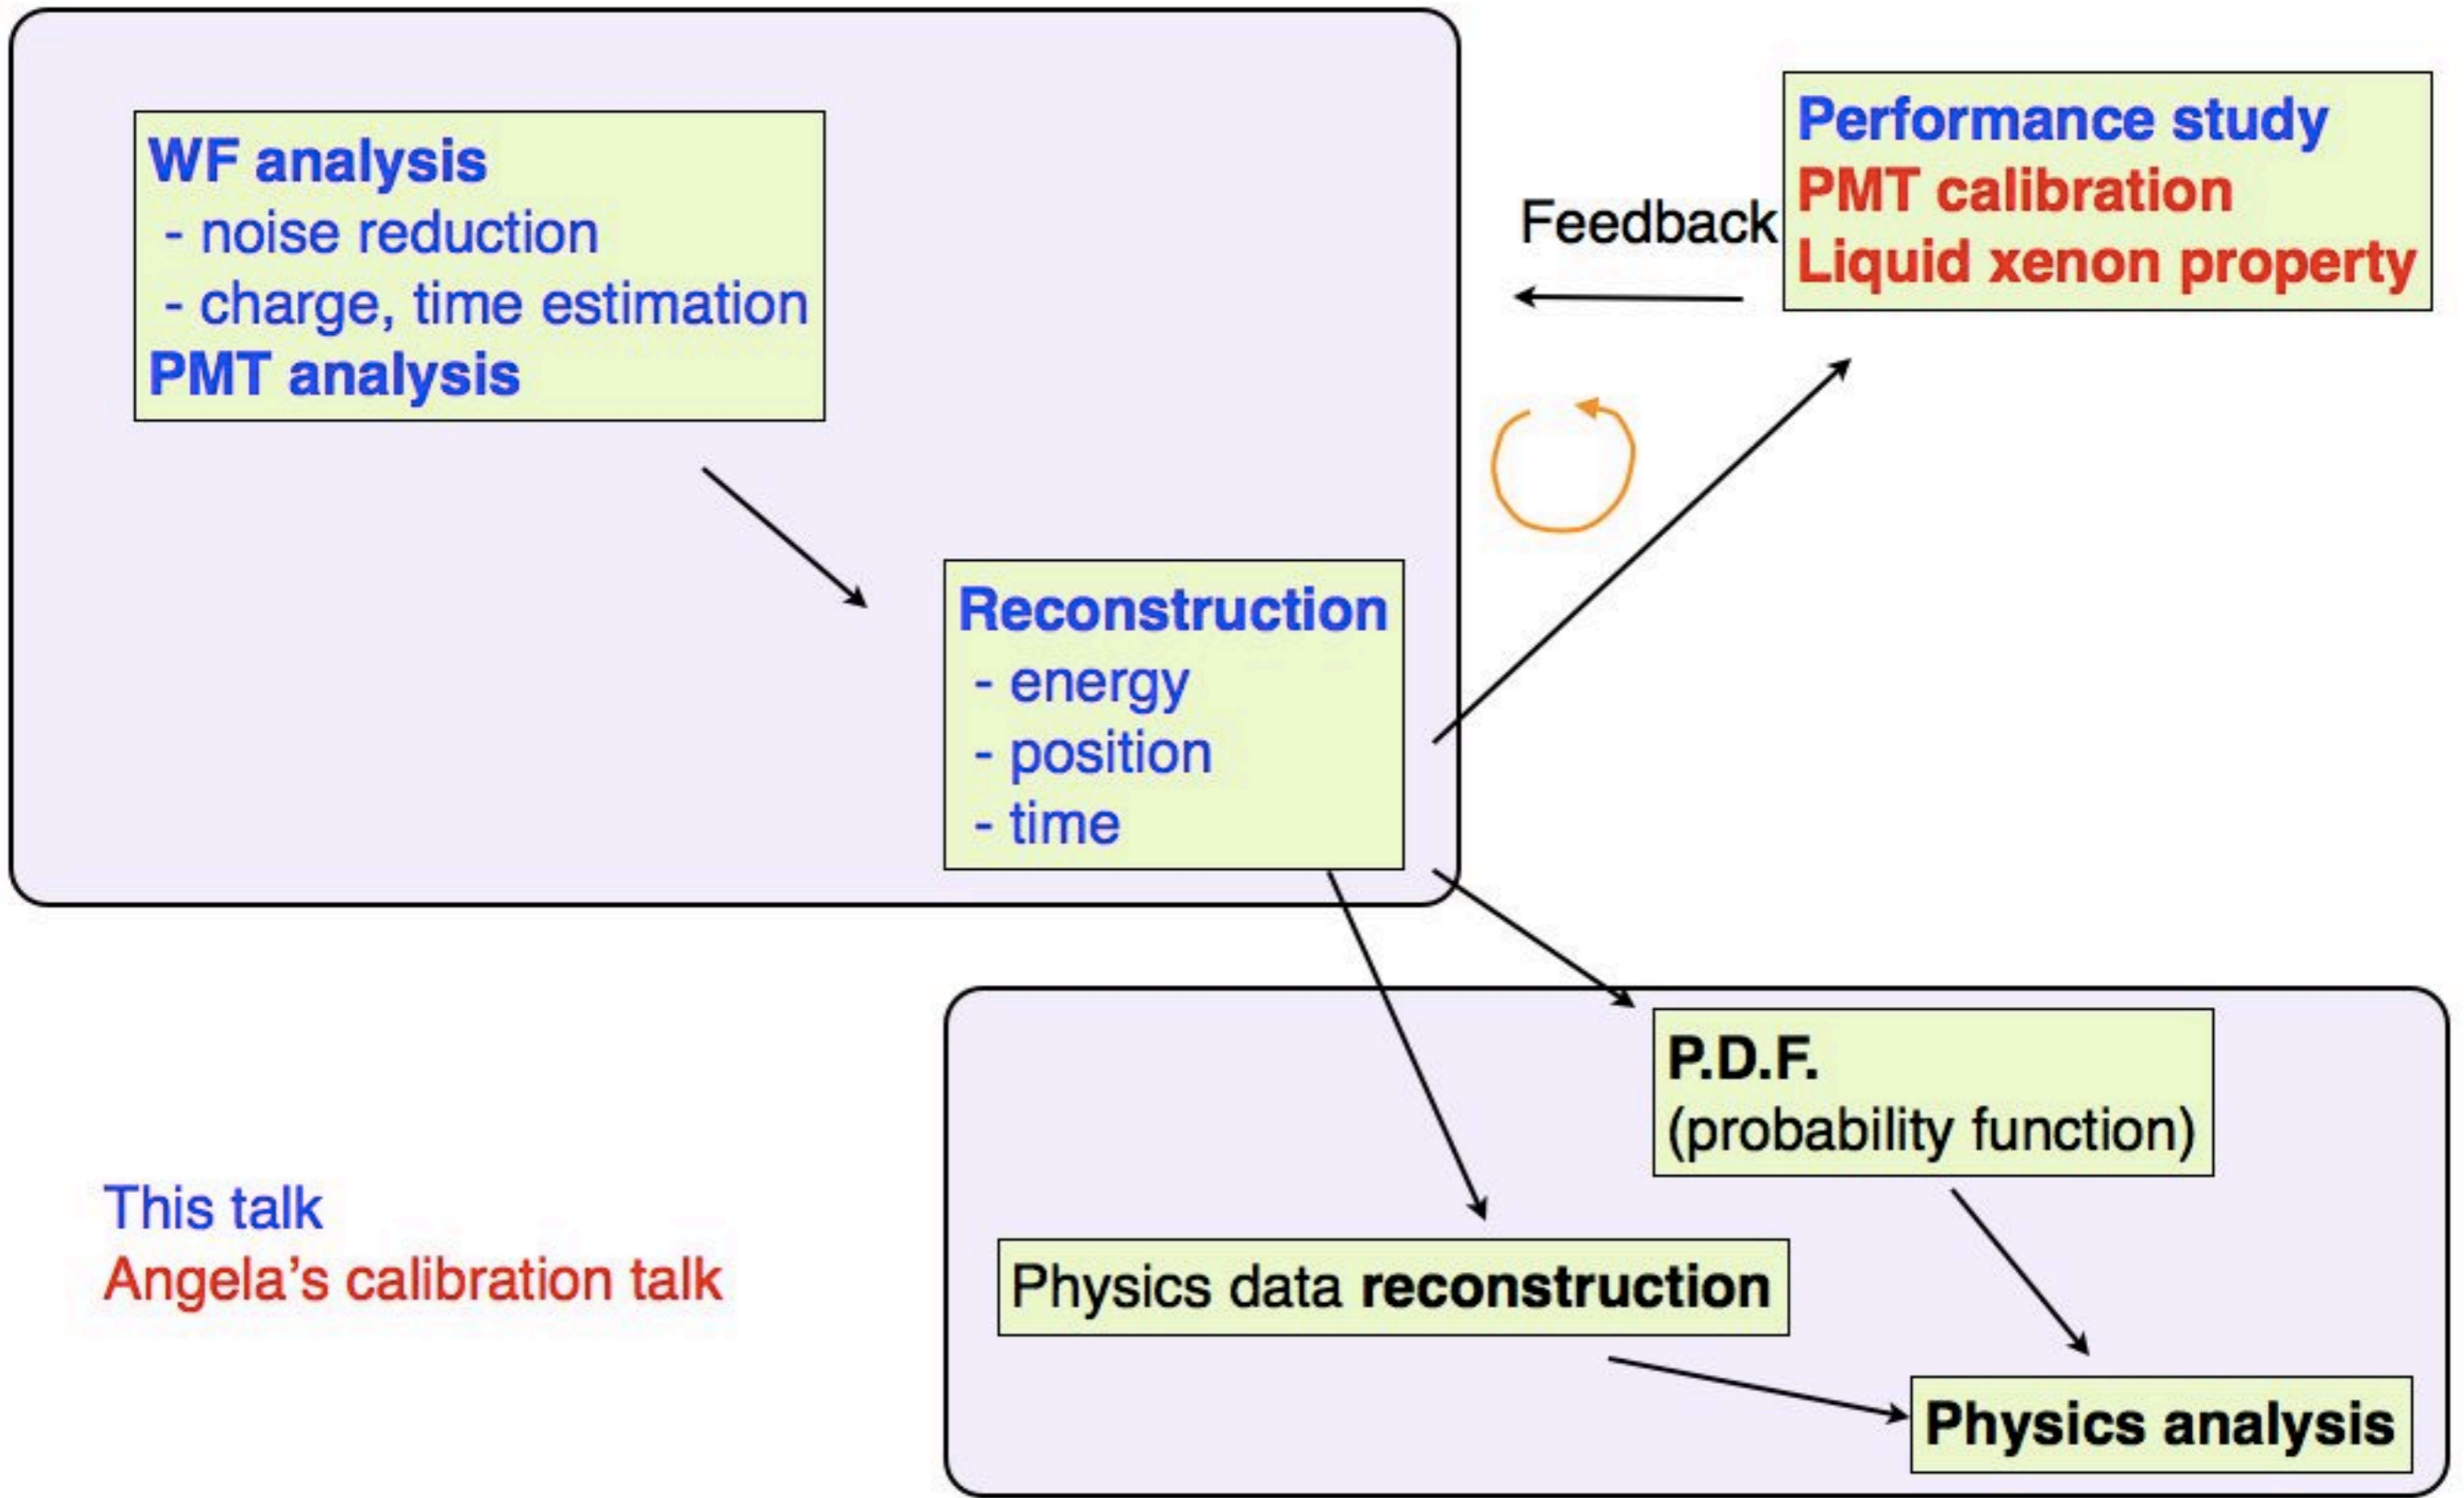 WF analysis
- noise reduction
- charge, time estimation
PMT analysis
Feedback
Performance study
PMT calibration
Liquid xenon property
Reconstruction
- energy
- position
- time
P.D.F.
(probability function)
This talk
Angela’s calibration talk
Physics data reconstruction
Physics analysis